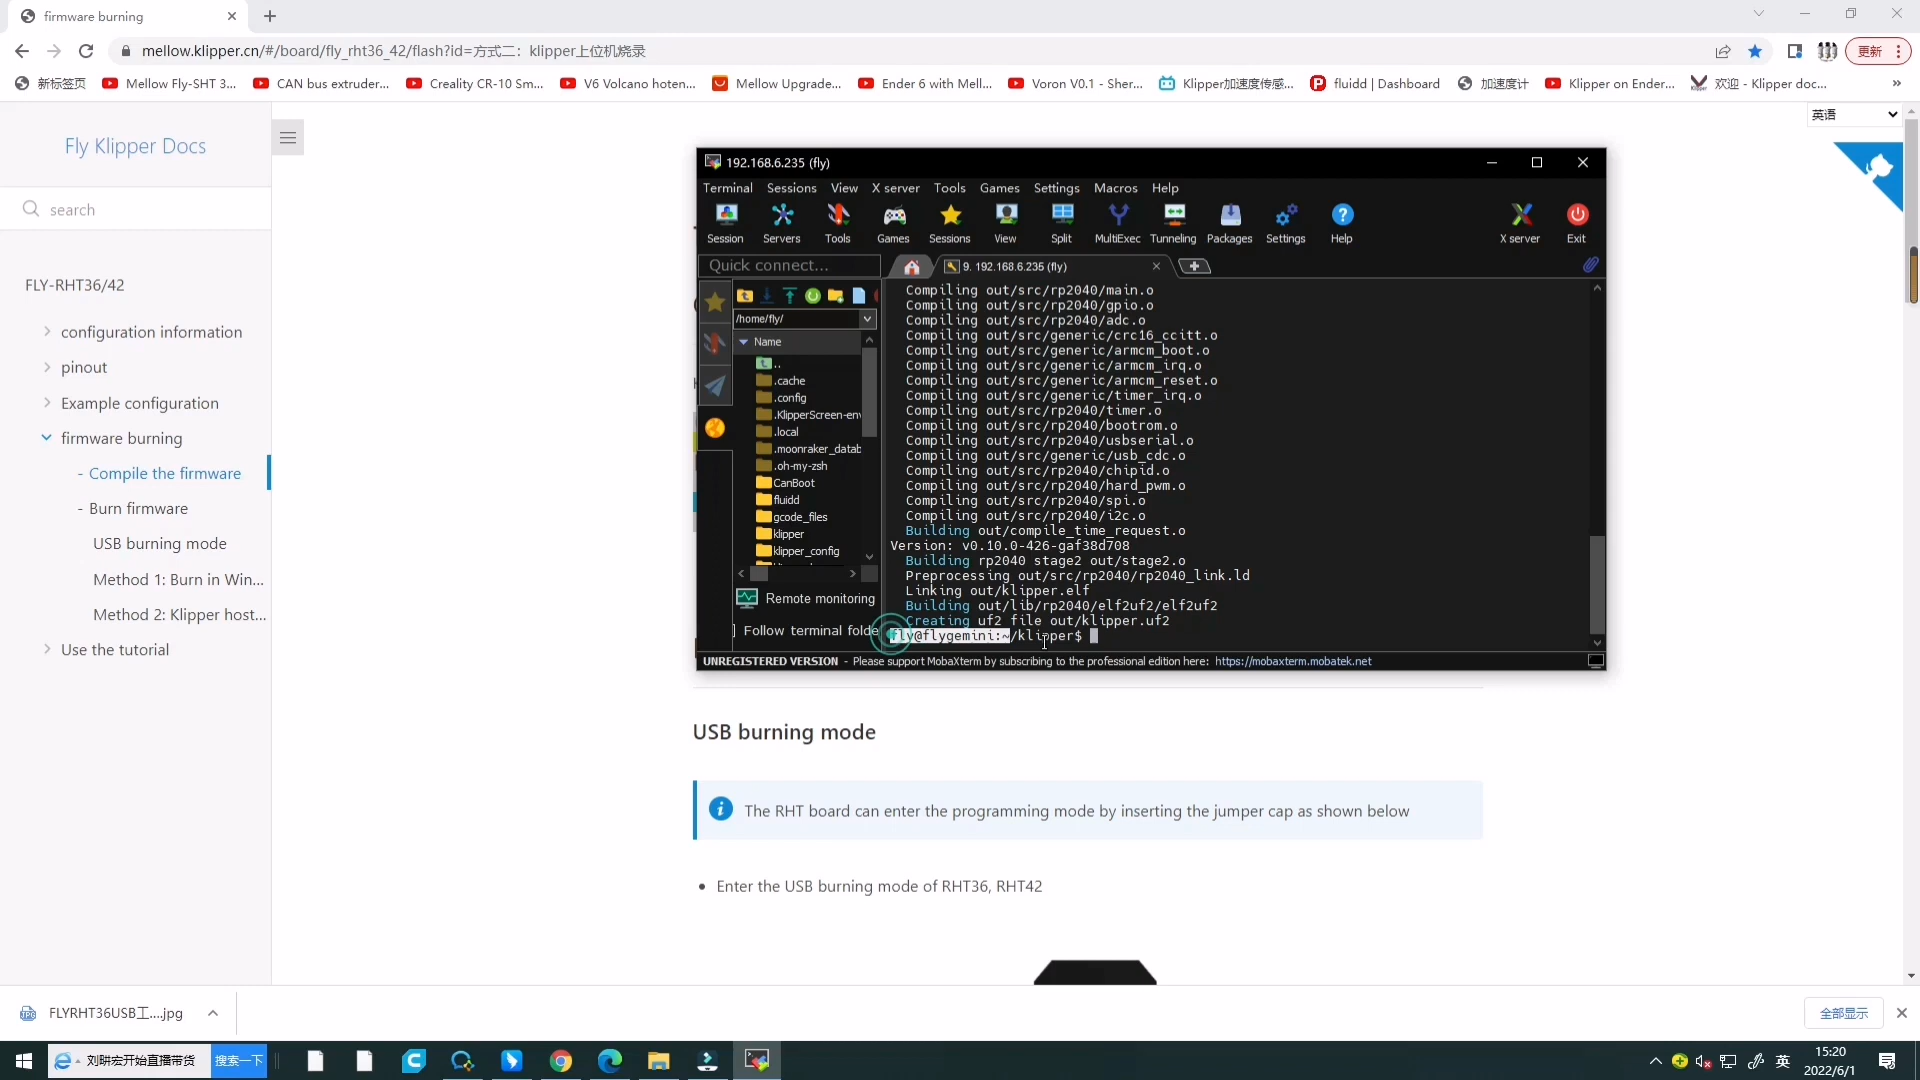 firmware burning
mellow.klipper.cn/#/board/fly_rht36_42/flash?id=方式二：klipper上位机烧录
更新
新标签页
Mellow Fly-SHT 3...
CAN bus extruder...
Creality CR-10 Sm...
V6 Volcano hoten...
Mellow Upgrade...
Ender 6 with Mell...
Voron V0.1 - Sher...
Klipper加速度传感...
fluidd | Dashboard
加速度计
Klipper on Ender...
欢迎 - Klipper doc...
»
英语
Fly Klipper Docs
search
FLY-RHT36/42
configuration information
pinout
Example configuration
firmware burning
- Compile the firmware
- Burn firmware
USB burning mode
Method 1: Burn in Win...
Method 2: Klipper host...
Use the tutorial
192.168.6.235 (fly)
Terminal Sessions View X server Tools Games Settings Macros Help
Session Servers Tools Games Sessions View Split MultiExec Tunneling Packages Settings Help X server Exit
Quick connect...
9. 192.168.6.235 (fly)
/home/fly/
Name
..
.cache
.config
.KlipperScreen-env
.local
.moonraker_datab
.oh-my-zsh
CanBoot
fluidd
gcode_files
klipper
klipper_config
Remote monitoring
Follow terminal folde
Compiling out/src/rp2040/main.o
Compiling out/src/rp2040/gpio.o
Compiling out/src/rp2040/adc.o
Compiling out/src/generic/crc16_ccitt.o
Compiling out/src/generic/armcm_boot.o
Compiling out/src/generic/armcm_irq.o
Compiling out/src/generic/armcm_reset.o
Compiling out/src/generic/timer_irq.o
Compiling out/src/rp2040/timer.o
Compiling out/src/rp2040/bootrom.o
Compiling out/src/rp2040/usbserial.o
Compiling out/src/generic/usb_cdc.o
Compiling out/src/rp2040/chipid.o
Compiling out/src/rp2040/hard_pwm.o
Compiling out/src/rp2040/spi.o
Compiling out/src/rp2040/i2c.o
Building out/compile_time_request.o
Version: v0.10.0-426-gaf38d708
Building rp2040 stage2 out/stage2.o
Preprocessing out/src/rp2040/rp2040_link.ld
Linking out/klipper.elf
Building out/lib/rp2040/elf2uf2/elf2uf2
Creating uf2 file out/klipper.uf2
fly@flygemini:~/klipper$
UNREGISTERED VERSION - Please support MobaXterm by subscribing to the professional edition here: https://mobaxterm.mobatek.net
USB burning mode
The RHT board can enter the programming mode by inserting the jumper cap as shown below
• Enter the USB burning mode of RHT36, RHT42
FLYRHT36USB工....jpg
全部显示
刘畊宏开始直播带货
搜索一下
英
15:20
2022/6/1